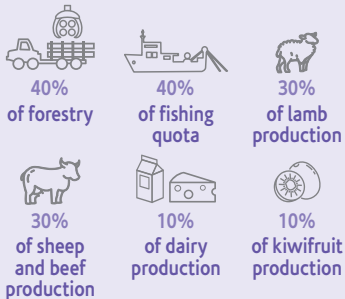 40%
of forestry
40%
of fishing
quota
30%
of lamb
production
30%
of sheep
and beef
production
10%
of dairy
production
10%
of kiwifruit
production